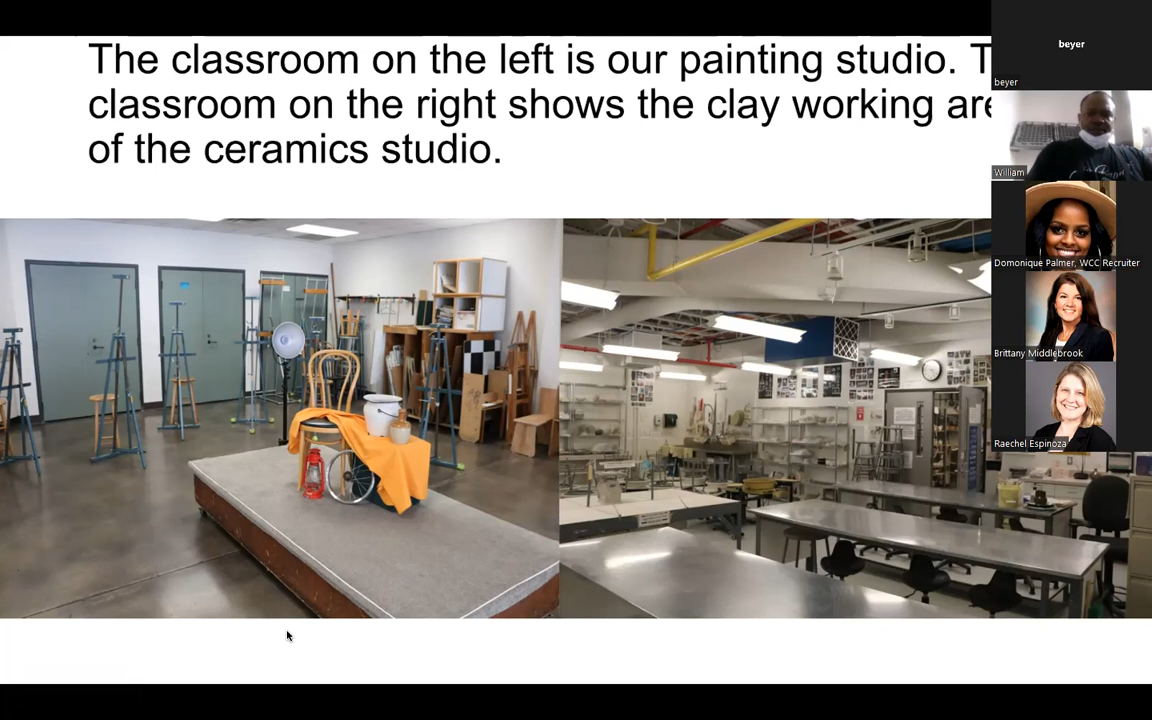 The classroom on the left is our painting studio. T
classroom on the right shows the clay working are
of the ceramics studio.
beyer
beyer
William
Domonique Palmer, WCC Recruiter
Brittany Middlebrook
Raechel Espinoza